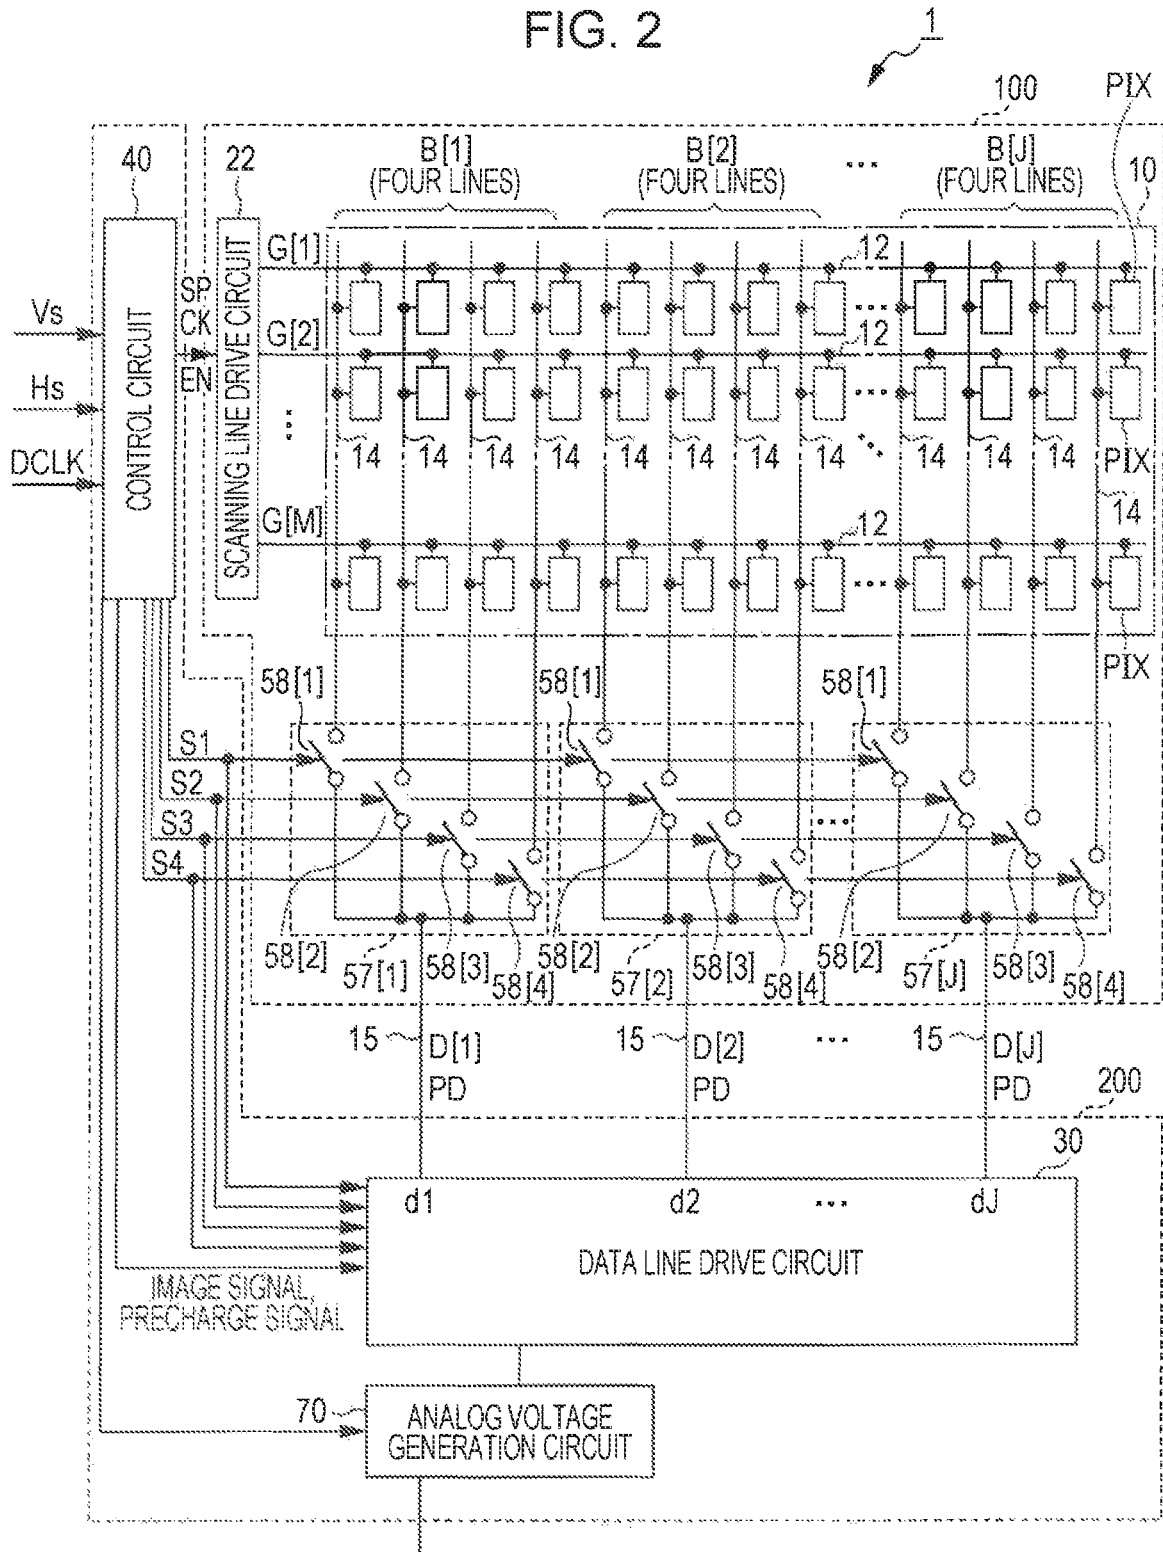 FIG. 2
1
PIX
100
40
22
B[1]
(FOUR LINES)
B[2]
(FOUR LINES)
...
B[J]
(FOUR LINES)
10
G[1]
12
SP
CK
EN
Vs
Hs
DCLK
CONTROL CIRCUIT
SCANNING LINE DRIVE CIRCUIT
...
G[2]
12
...
14
14
14
14
14
14
14
14
14
14
14
PIX
14
G[M]
12
...
PIX
58[1]
58[1]
58[1]
S1
S2
S3
S4
...
58[2]
57[1]
58[3]
58[4]
58[2]
57[2]
58[3]
58[4]
58[2]
57[J]
58[3]
58[4]
15
D[1]
PD
15
D[2]
PD
...
15
D[J]
PD
200
30
d1
d2
...
dJ
DATA LINE DRIVE CIRCUIT
IMAGE SIGNAL,
PRECHARGE SIGNAL
70
ANALOG VOLTAGE
GENERATION CIRCUIT